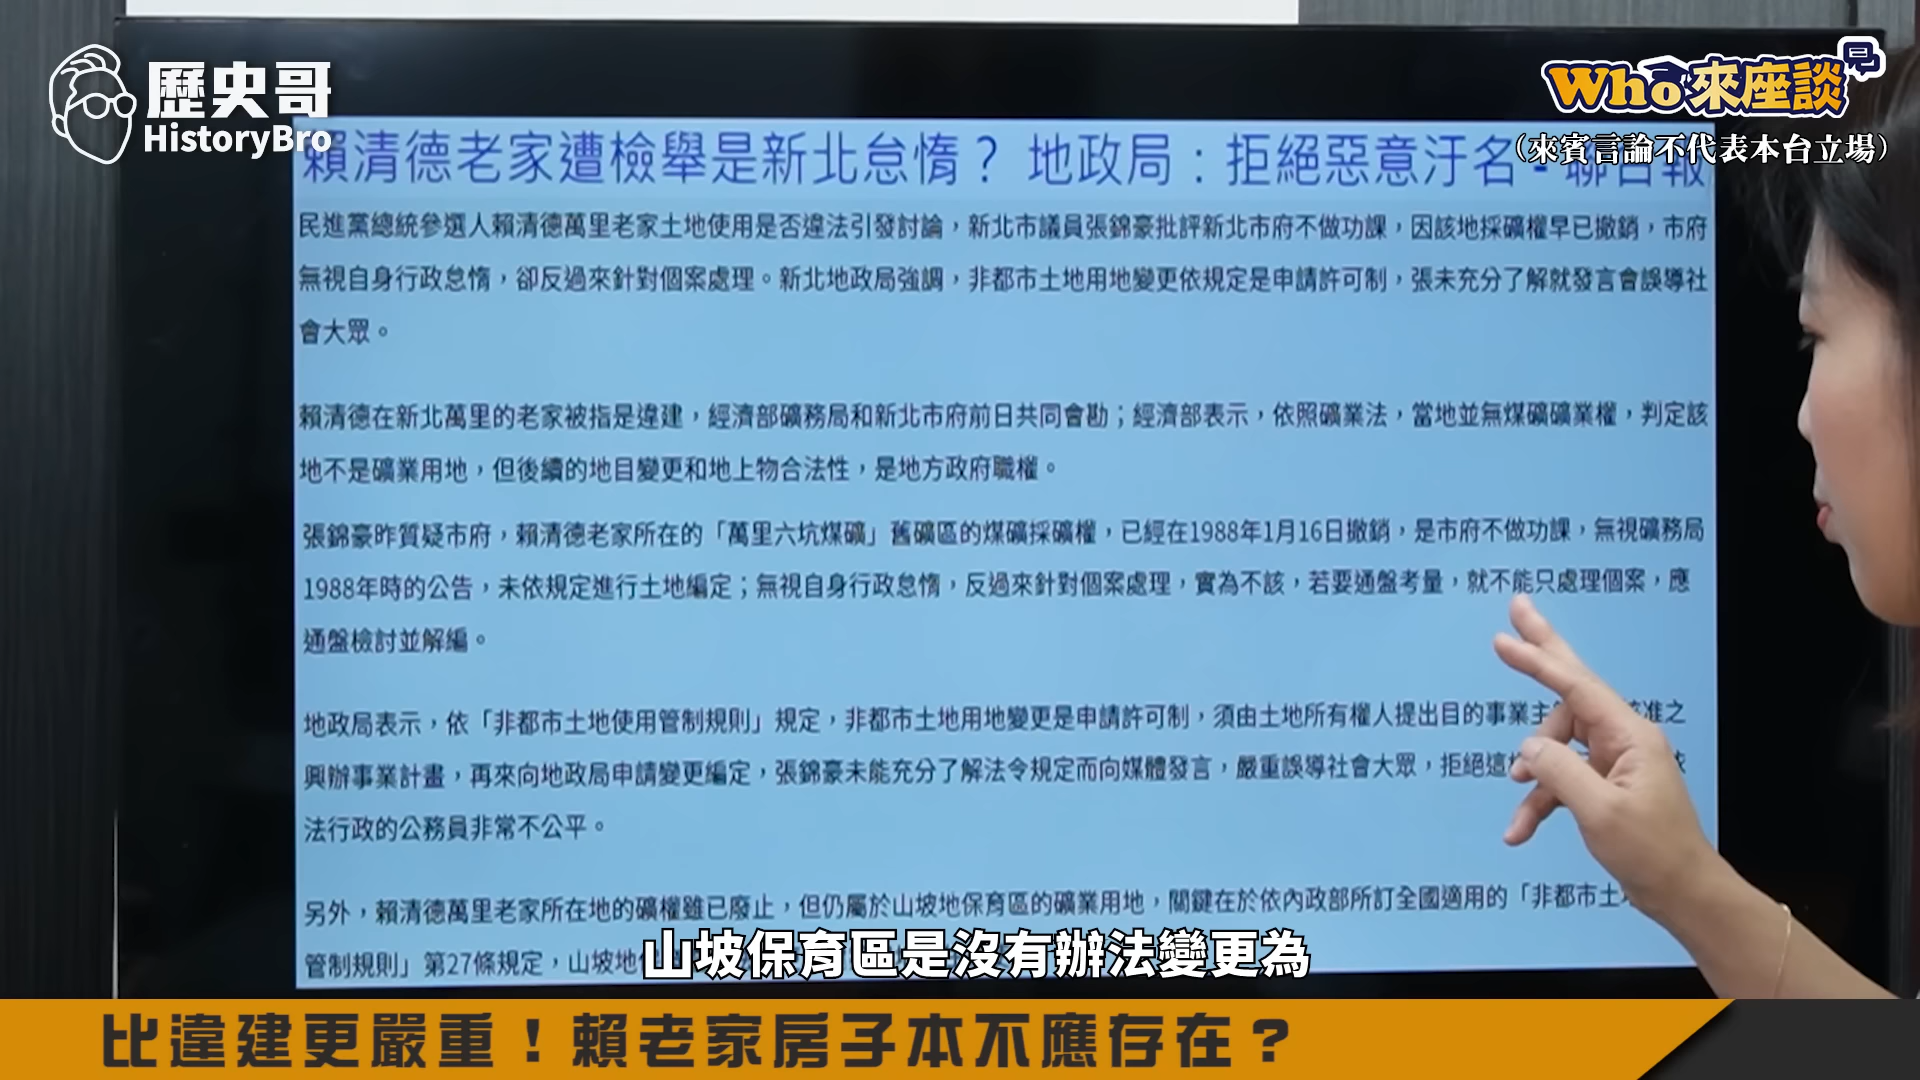 歷史哥
HistoryBro
Who來座談
（來賓言論不代表本台立場）
賴清德老家遭檢舉是新北怠惰？ 地政局：拒絕惡意汙名 - 聯合報
民進黨總統參選人賴清德萬里老家土地使用是否違法引發討論，新北市議員張錦豪批評新北市府不做功課，因該地採礦權早已撤銷，市府
無視自身行政怠惰，卻反過來針對個案處理。新北地政局強調，非都市土地用地變更依規定是申請許可制，張未充分了解就發言會誤導社
會大眾。
賴清德在新北萬里的老家被指是違建，經濟部礦務局和新北市府前日共同會勘；經濟部表示，依照礦業法，當地並無煤礦礦業權，判定該
地不是礦業用地，但後續的地目變更和地上物合法性，是地方政府職權。
張錦豪昨質疑市府，賴清德老家所在的「萬里六坑煤礦」舊礦區的煤礦採礦權，已經在1988年1月16日撤銷，是市府不做功課，無視礦務局
1988年時的公告，未依規定進行土地編定；無視自身行政怠惰，反過來針對個案處理，實為不該，若要通盤考量，就不能只處理個案，應
通盤檢討並解編。
地政局表示，依「非都市土地使用管制規則」規定，非都市土地用地變更是申請許可制，須由土地所有權人提出目的事業主 核准之
興辦事業計畫，再來向地政局申請變更編定，張錦豪未能充分了解法令規定而向媒體發言，嚴重誤導社會大眾，拒絕這 依
法行政的公務員非常不公平。
另外，賴清德萬里老家所在地的礦權雖已廢止，但仍屬於山坡地保育區的礦業用地，關鍵在於依內政部所訂全國適用的「非都市土
管制規則」第27條規定，山坡地
山坡保育區是沒有辦法變更為
比違建更嚴重！賴老家房子本不應存在？